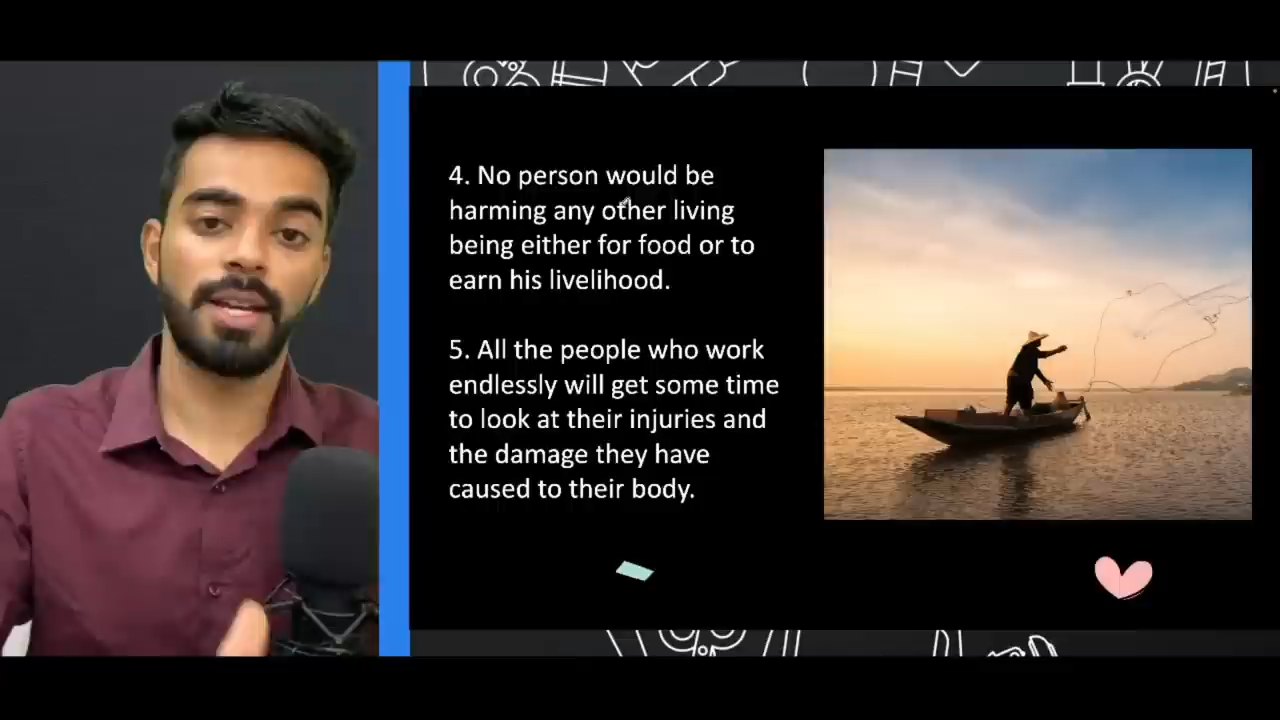 4. No person would be
harming any other living
being either for food or to
earn his livelihood.
5. All the people who work
endlessly will get some time
to look at their injuries and
the damage they have
caused to their body.